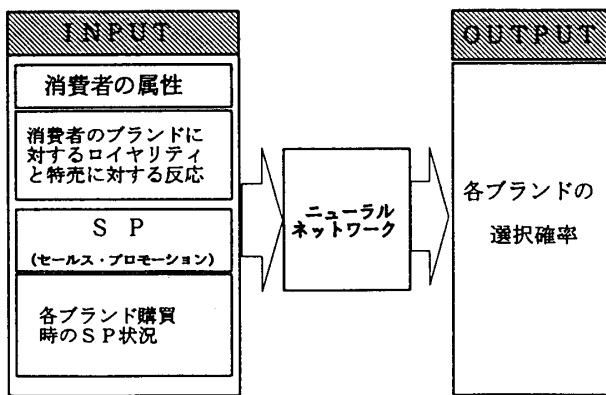 INPUT
消費者の属性
消費者のブランドに
対するロイヤリティ
と特売に対する反応
SP
(セールス・プロモーション)
各ブランド購買
時のSP状況
ニューラル
ネットワーク
OUTPUT
各ブランドの
選択確率